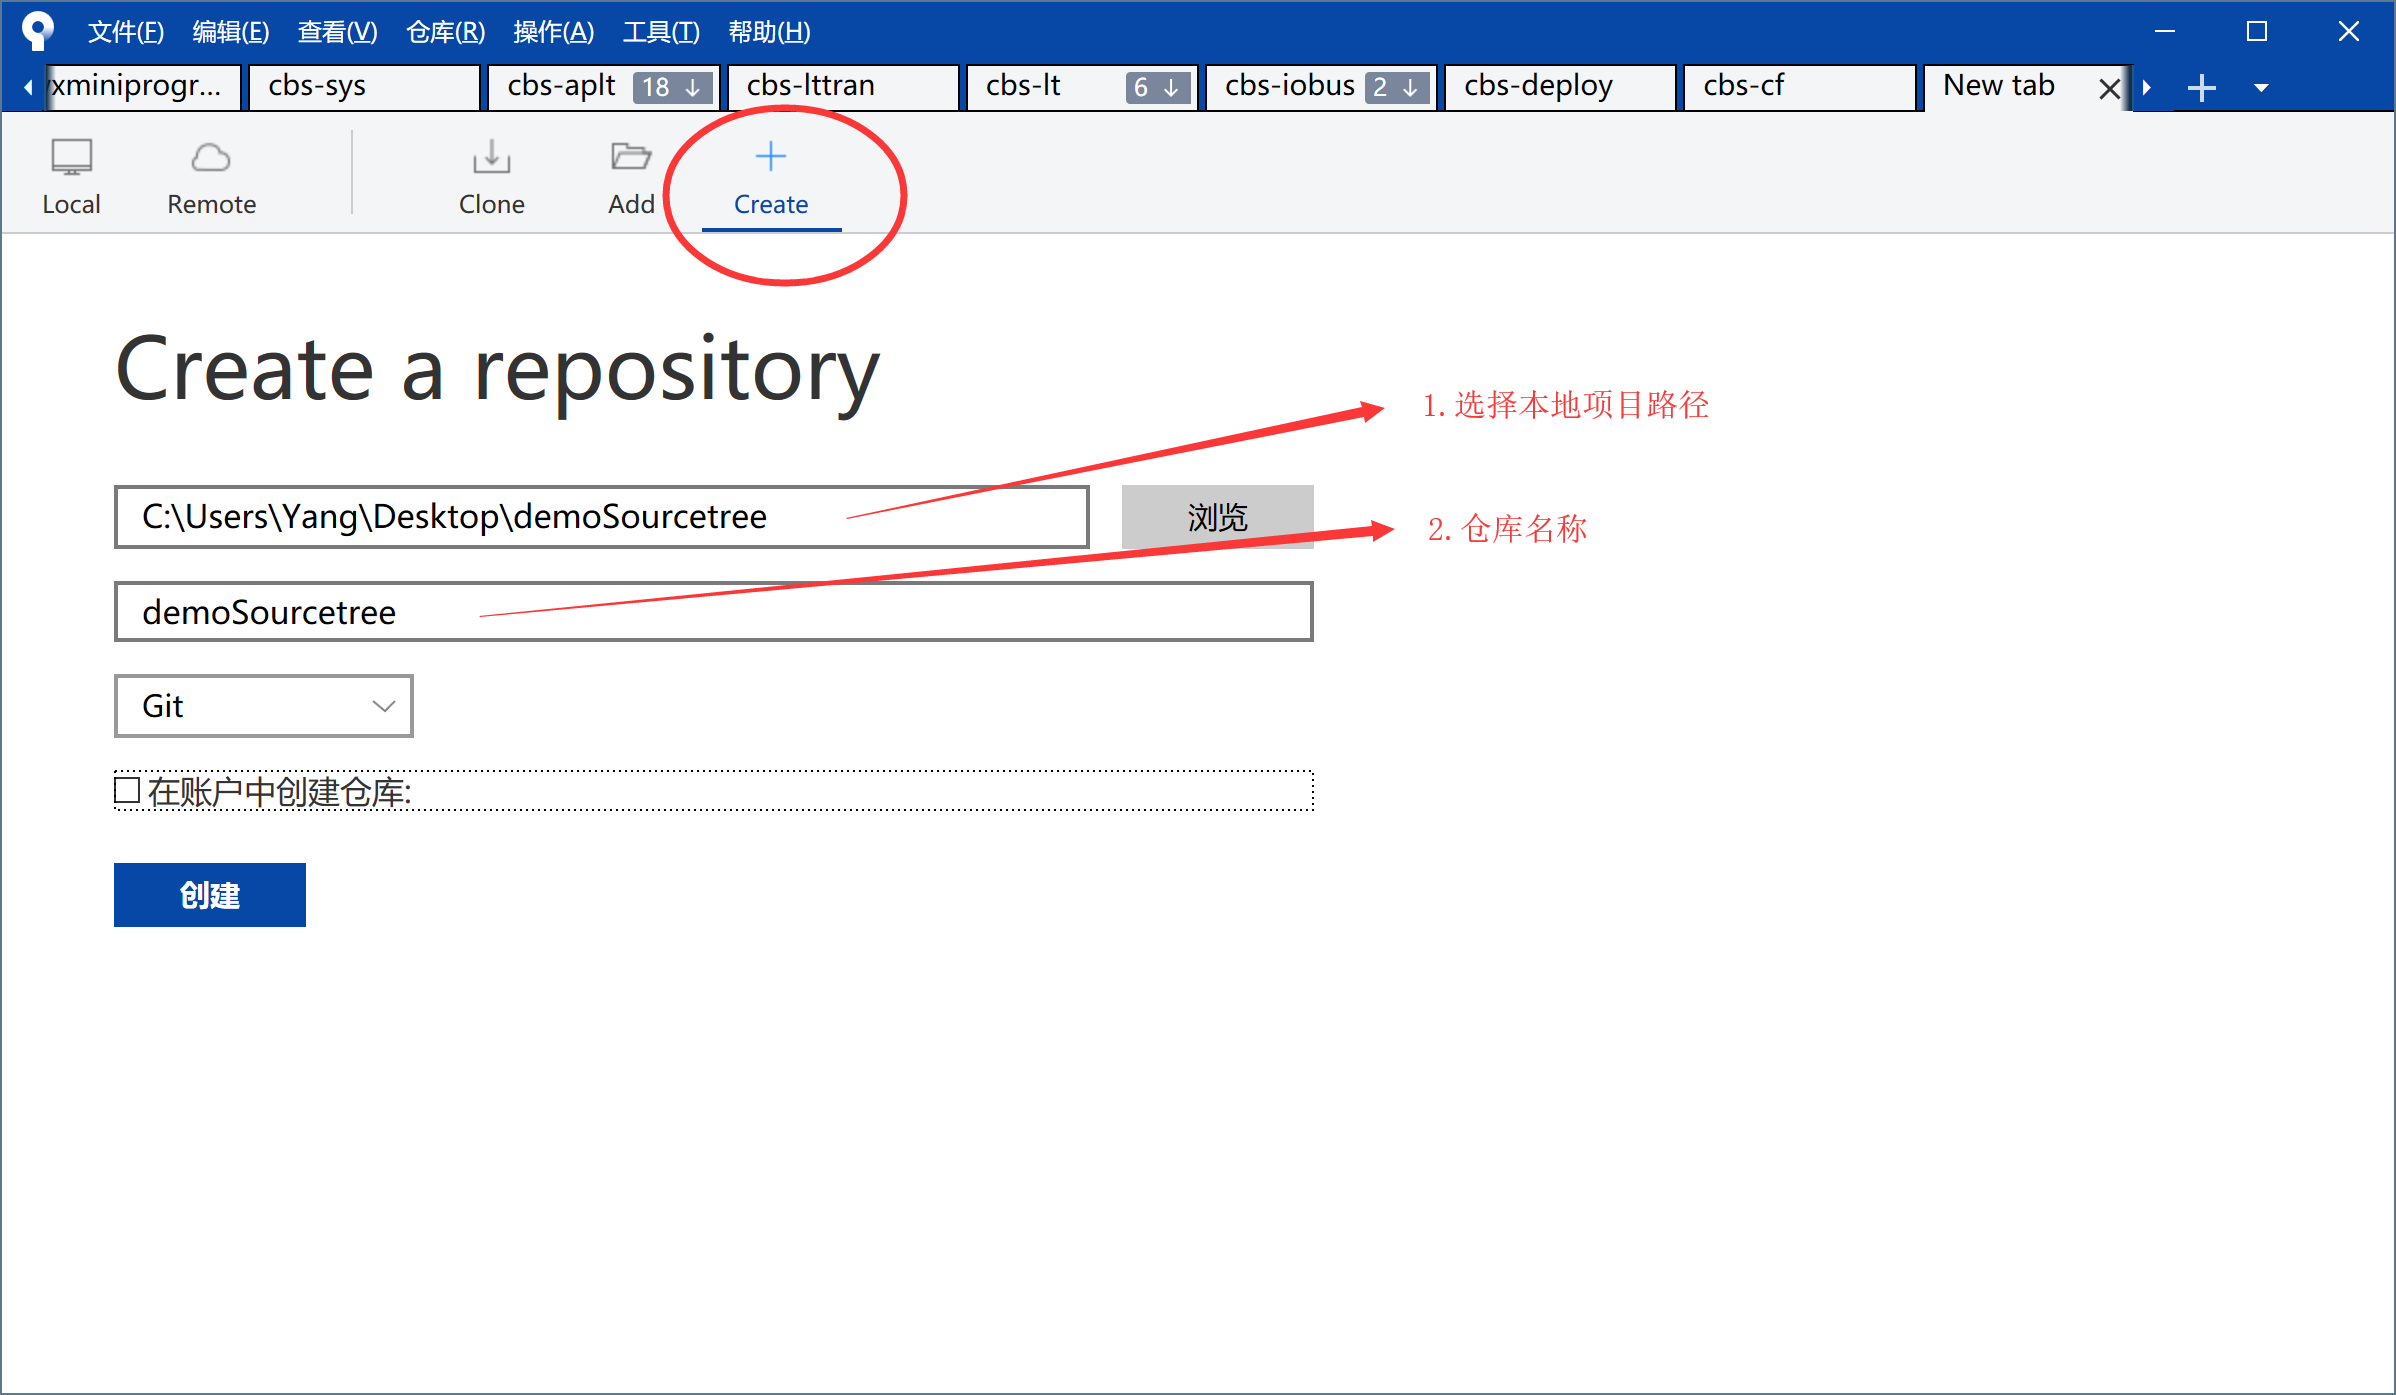 文件(F) 编辑(E) 查看(V) 仓库(R) 操作(A) 工具(T) 帮助(H)
xminiprogr... cbs-sys cbs-aplt 18 ↓ cbs-lttran cbs-lt 6 ↓ cbs-iobus 2 ↓ cbs-deploy cbs-cf New tab
Local Remote Clone Add Create
Create a repository
1.选择本地项目路径
C:\Users\Yang\Desktop\demoSourcetree 浏览
2.仓库名称
demoSourcetree
Git
在账户中创建仓库:
创建